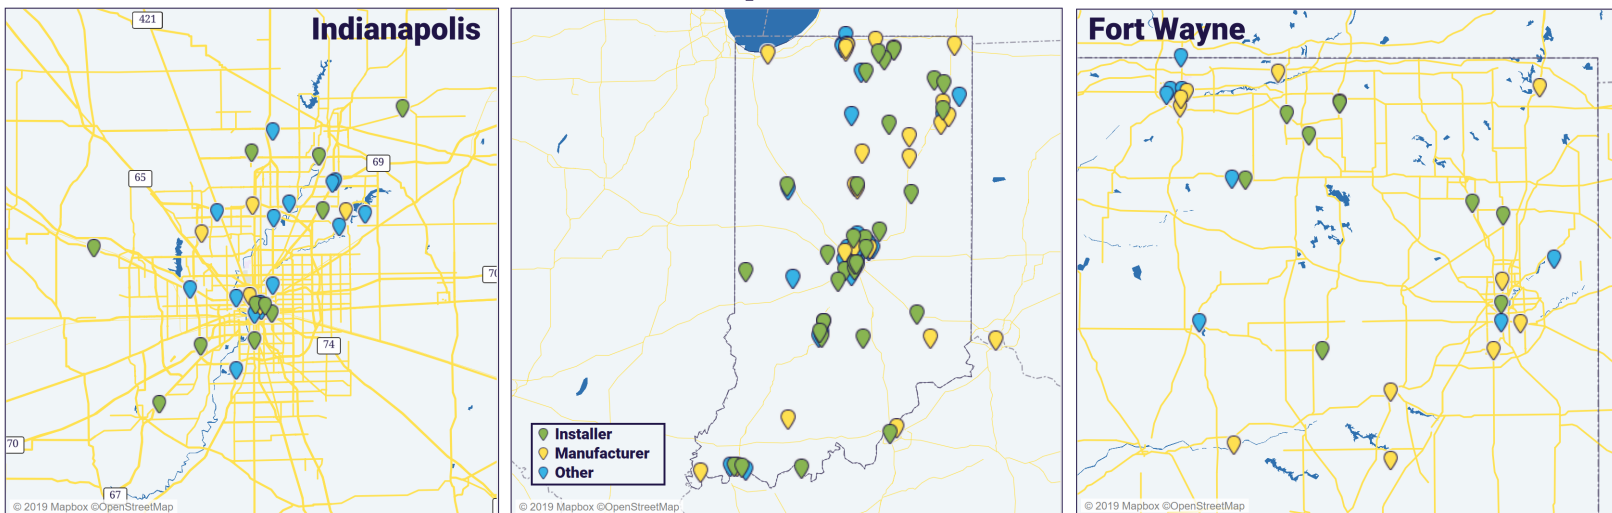 Indianapolis
421
69
65
70
74
70
67
© 2019 Mapbox ©OpenStreetMap
Installer
Manufacturer
Other
© 2019 Mapbox ©OpenStreetMap
Fort Wayne
© 2019 Mapbox ©OpenStreetMap